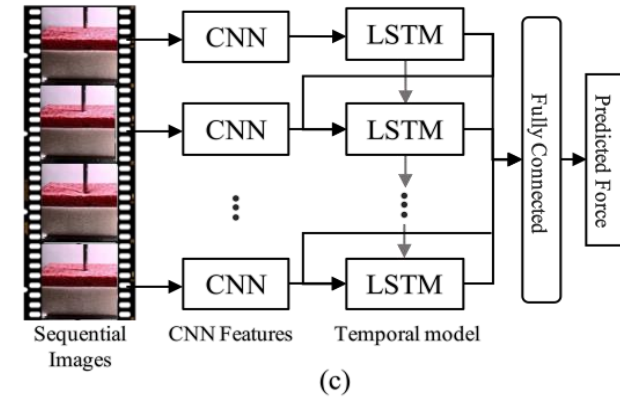 CNN
LSTM
CNN
LSTM
CNN
LSTM
Fully Connected
Predicted Force
Sequential
Images
CNN Features
Temporal model
(c)